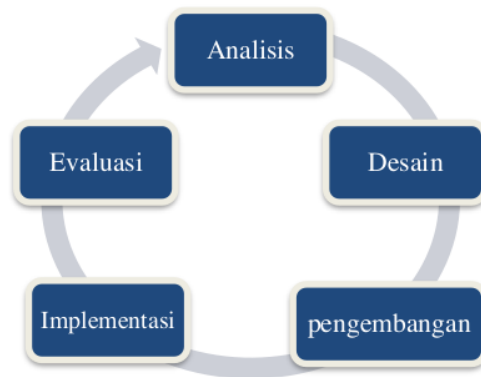 Analisis
Desain
pengembangan
Implementasi
Evaluasi